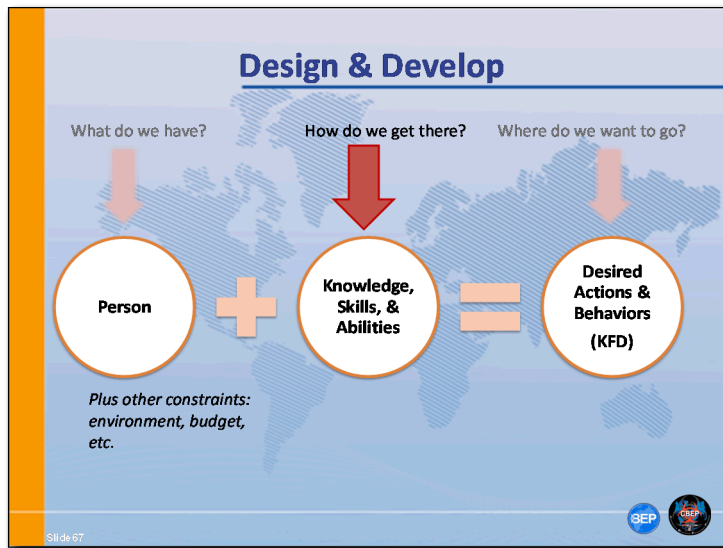 Design & Develop
What do we have?
How do we get there?
Where do we want to go?
Person
Knowledge,
Skills, &
Abilities
Desired
Actions &
Behaviors
(KFD)
Plus other constraints:
environment, budget,
etc.
BEP
CBEP
Slide 67